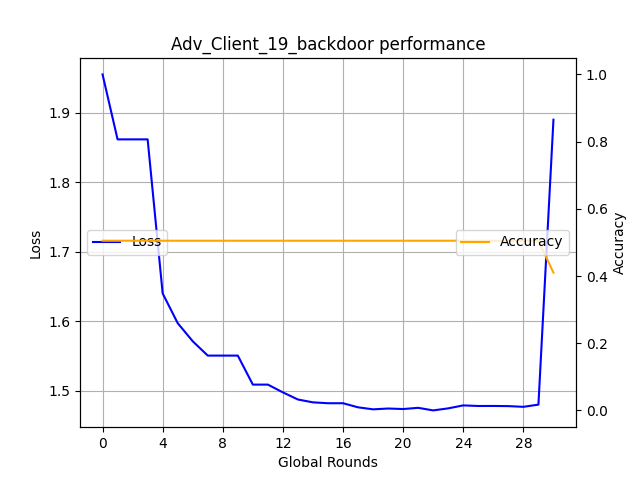 Adv_Client_19_backdoor performance
1.9
1.8
1.7
1.6
1.5
Loss
Loss
Accuracy
1.0
0.8
0.6
0.4
0.2
0.0
Accuracy
0 4 8 12 16 20 24 28
Global Rounds